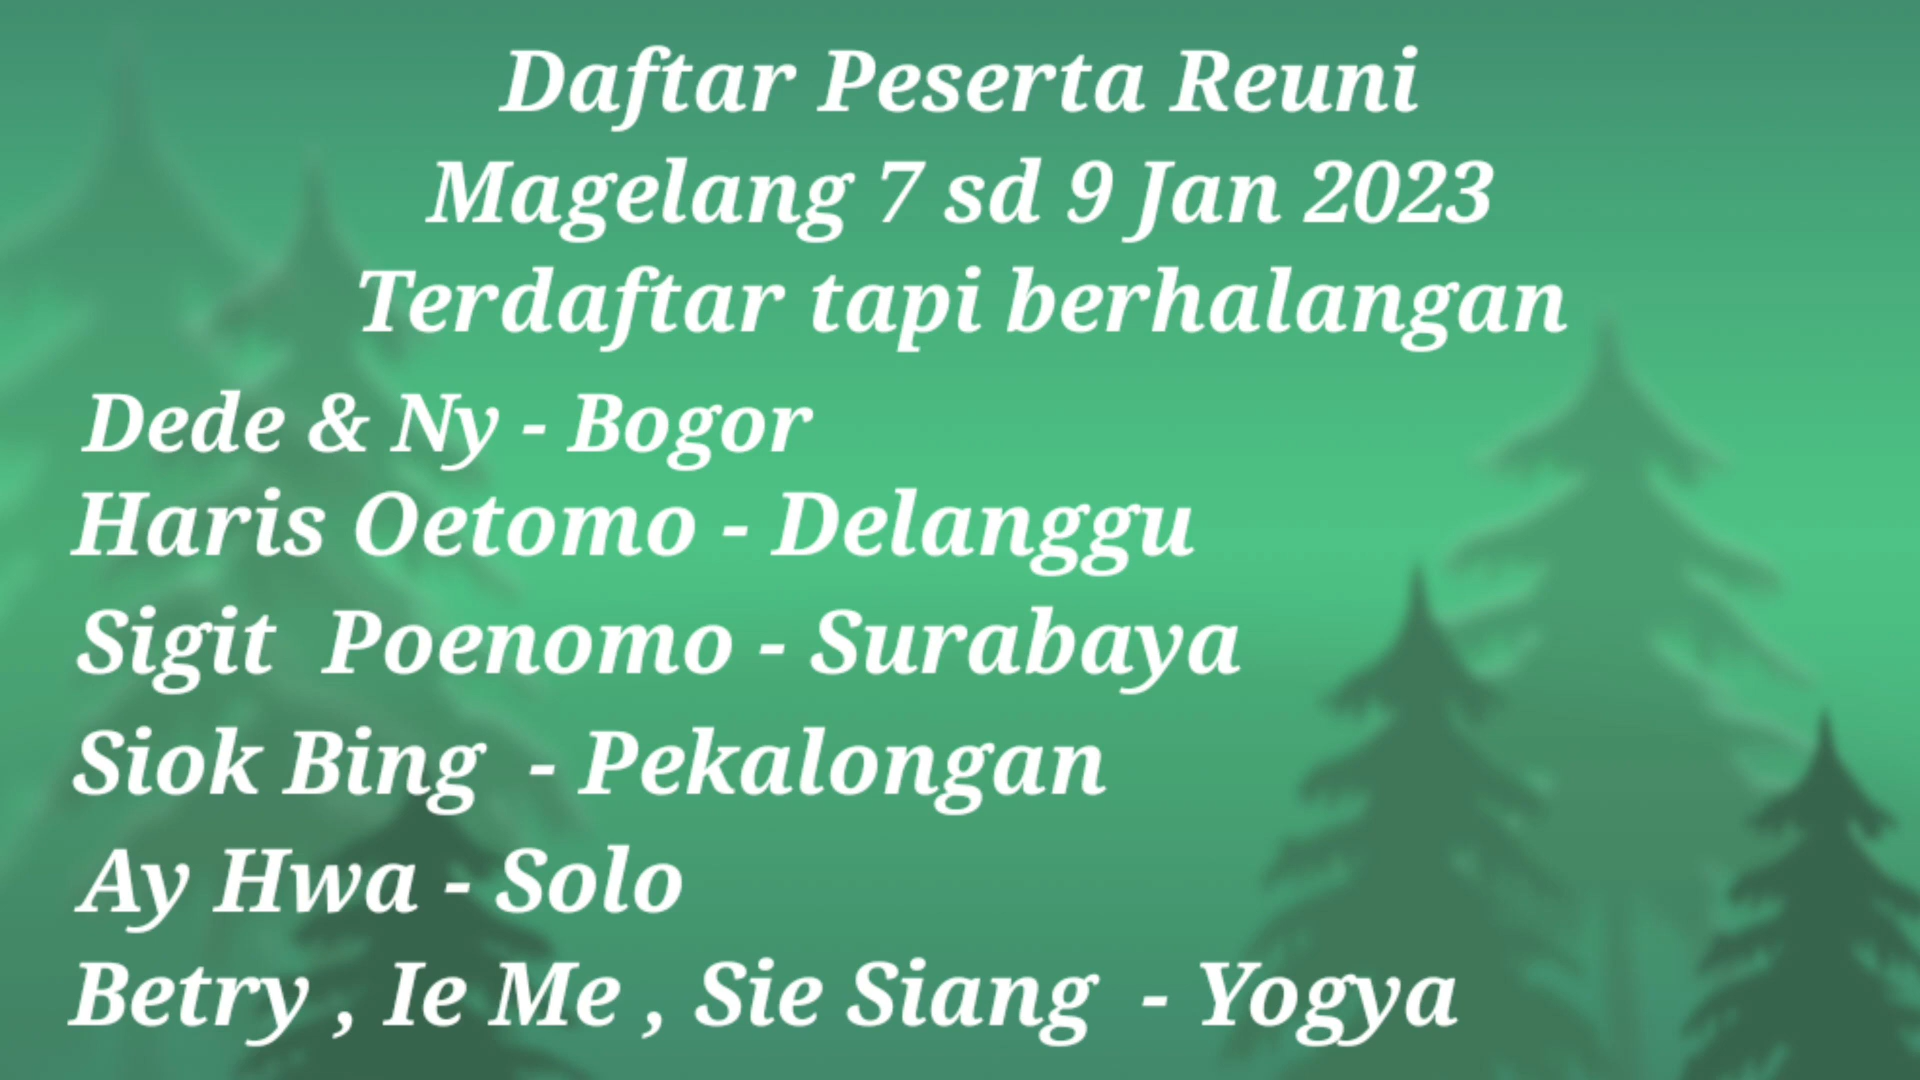 Daftar Peserta Reuni
Magelang 7 sd 9 Jan 2023
Terdaftar tapi berhalangan
Dede & Ny - Bogor
Haris Oetomo - Delanggu
Sigit Poenomo - Surabaya
Siok Bing - Pekalongan
Ay Hwa - Solo
Betry , Ie Me , Sie Siang - Yogya